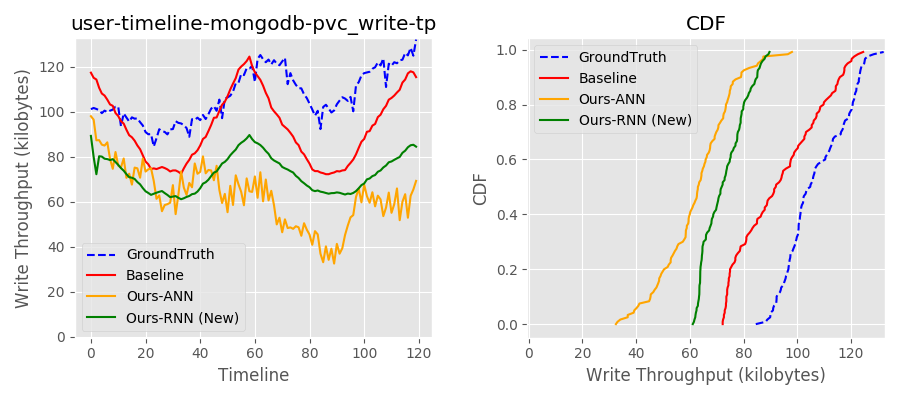 user-timeline-mongodb-pvc_write-tp
Write Throughput (kilobytes)
120
100
80
60
40
20
0
GroundTruth
Baseline
Ours-ANN
Ours-RNN (New)
0 20 40 60 80 100 120
Timeline
CDF
CDF
1.0
0.8
0.6
0.4
0.2
0.0
GroundTruth
Baseline
Ours-ANN
Ours-RNN (New)
0 20 40 60 80 100 120
Write Throughput (kilobytes)